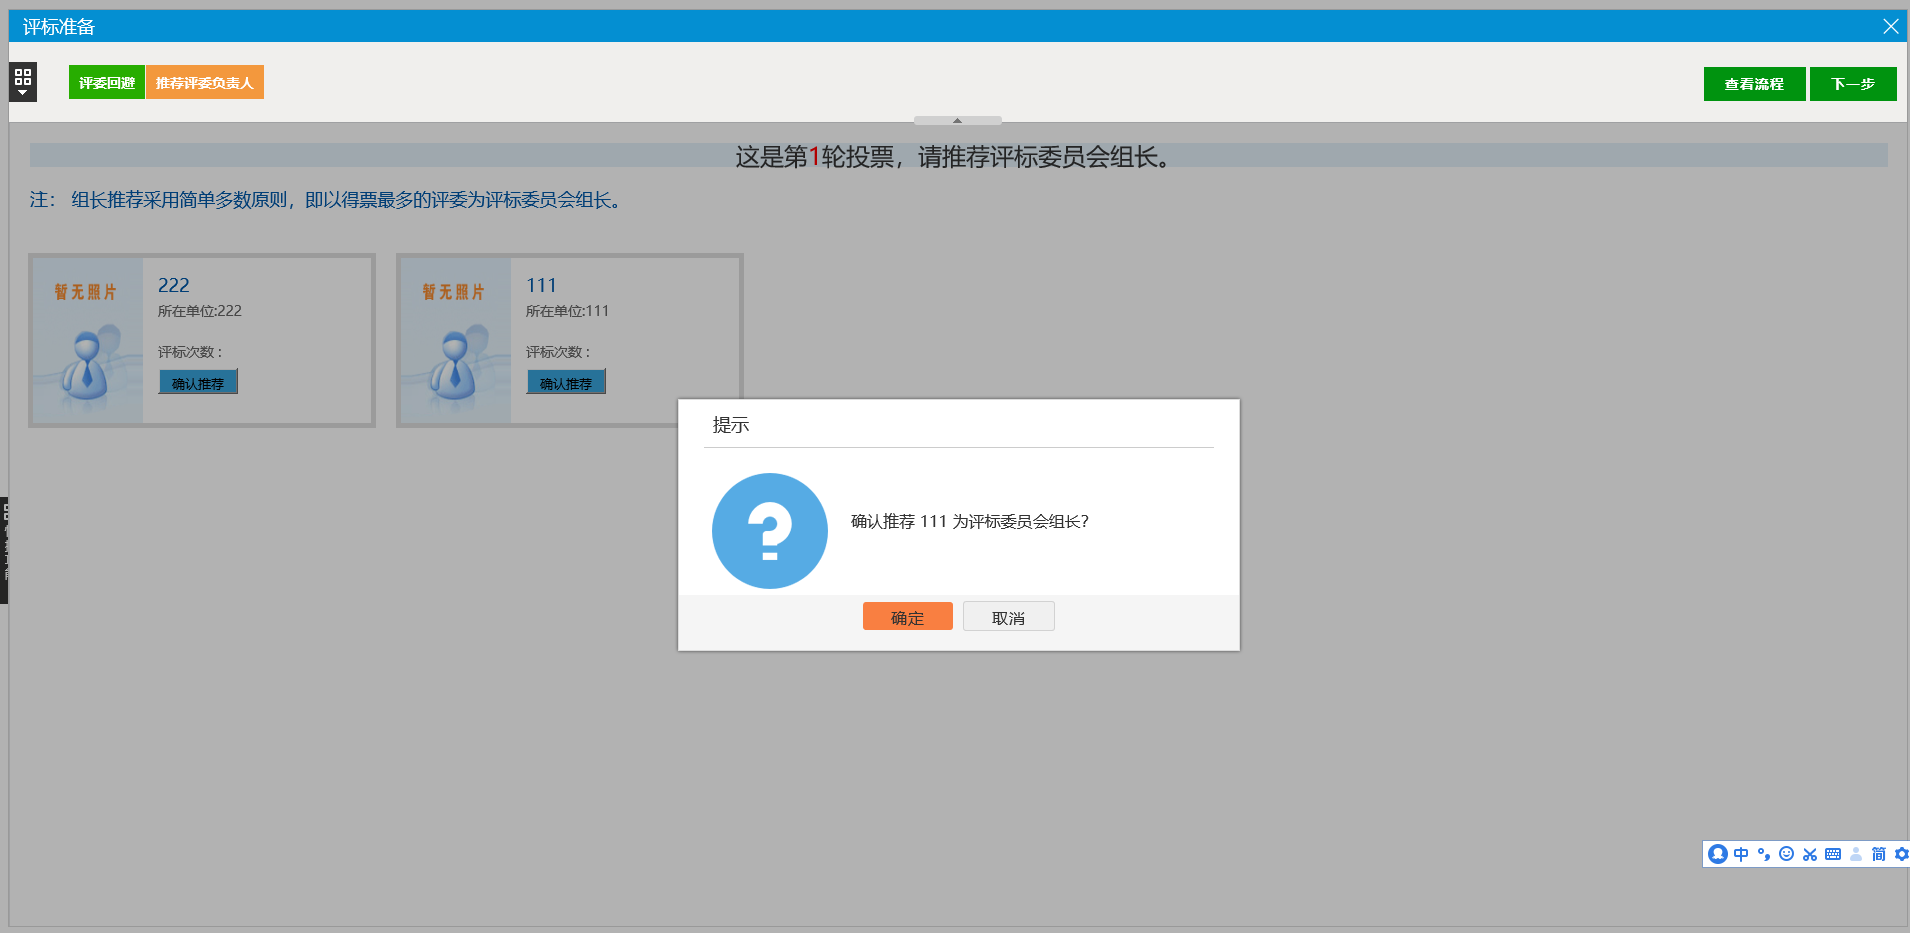 评标准备
评委回避 推荐评委负责人 查看流程 下一步
这是第1轮投票，请推荐评标委员会组长。
注： 组长推荐采用简单多数原则，即以得票最多的评委为评标委员会组长。
暂无照片
222
所在单位:222
评标次数：
确认推荐
暂无照片
111
所在单位:111
评标次数：
确认推荐
提示
确认推荐 111 为评标委员会组长?
确定 取消
中 简